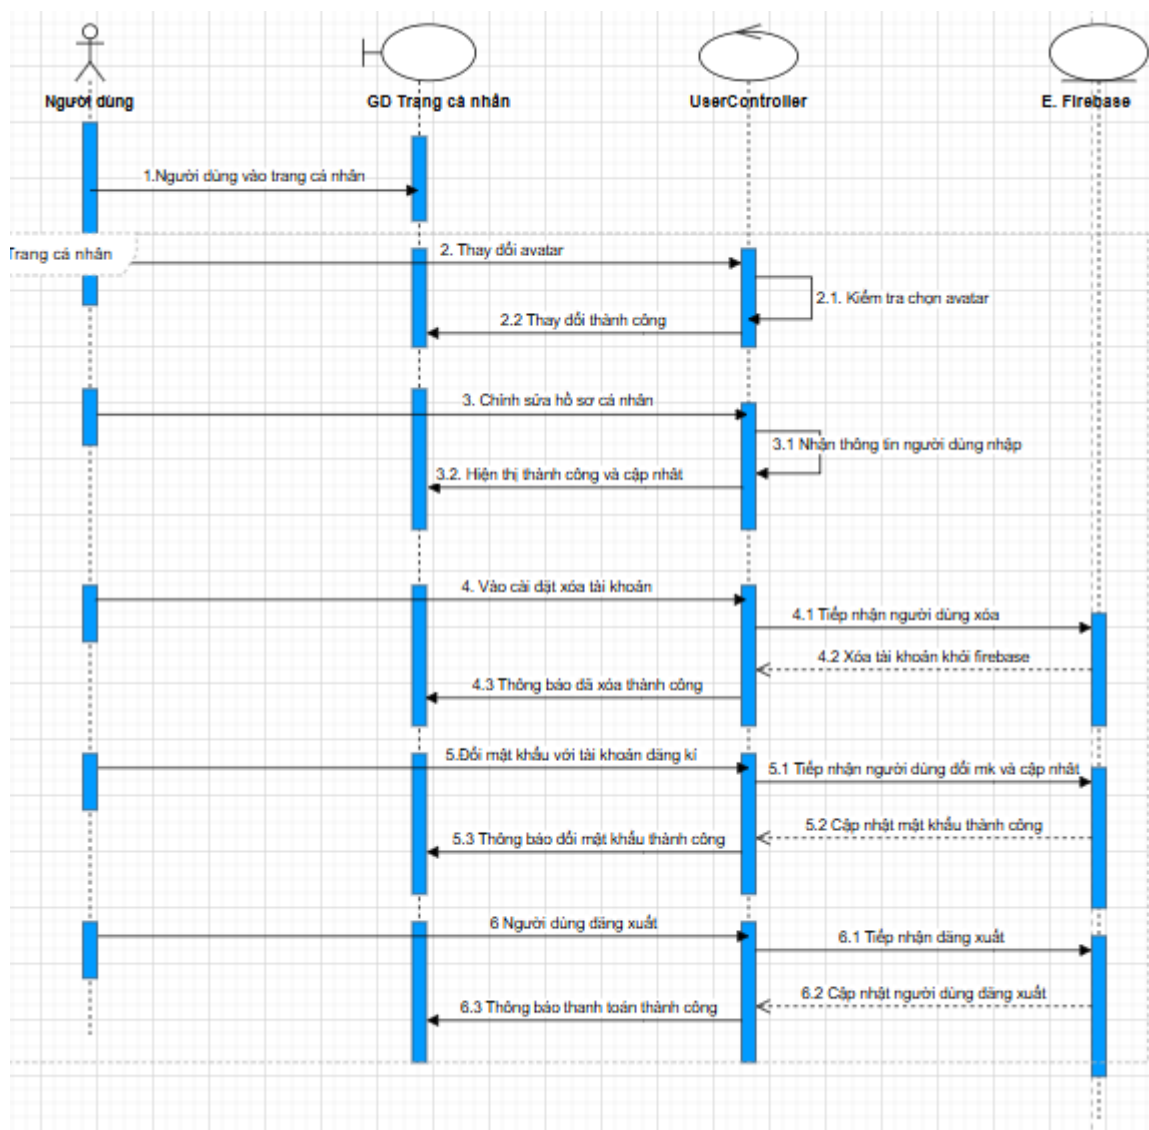 Người dùng
GD Trang cá nhân
UserController
E. Firebase
1.Người dùng vào trang cá nhân
Trang cá nhân
2. Thay đổi avatar
2.1. Kiểm tra chọn avatar
2.2 Thay đổi thành công
3. Chỉnh sửa hồ sơ cá nhân
3.1 Nhận thông tin người dùng nhập
3.2. Hiện thị thành công và cập nhât
4. Vào cài đặt xóa tài khoản
4.1 Tiếp nhận người dùng xóa
4.2 Xóa tài khoản khỏi firebase
4.3 Thông báo đã xóa thành công
5.Đổi mật khẩu với tài khoản đăng kí
5.1 Tiếp nhận người dùng đổi mk và cập nhât
5.2 Cập nhật mật khẩu thành công
5.3 Thông báo đổi mật khẩu thành công
6 Người dùng đăng xuất
6.1 Tiếp nhận đăng xuất
6.2 Cập nhật người dùng đăng xuất
6.3 Thông báo thanh toán thành công